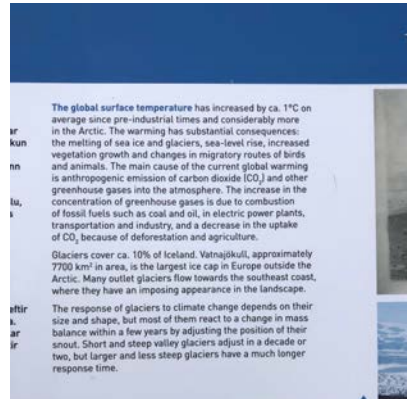 The global surface temperature has increased by ca. 1°C on
average since pre-industrial times and considerably more
in the Arctic. The warming has substantial consequences:
the melting of sea ice and glaciers, sea-level rise, increased
vegetation growth and changes in migratory routes of birds
and animals. The main cause of the current global warming
is anthropogenic emission of carbon dioxide (CO₂) and other
greenhouse gases into the atmosphere. The increase in the
concentration of greenhouse gases is due to combustion
of fossil fuels such as coal and oil, in electric power plants,
transportation and industry, and a decrease in the uptake
of CO₂ because of deforestation and agriculture.
Glaciers cover ca. 10% of Iceland. Vatnajökull, approximately
7700 km² in area, is the largest ice cap in Europe outside the
Arctic. Many outlet glaciers flow towards the southeast coast,
where they have an imposing appearance in the landscape.
The response of glaciers to climate change depends on their
size and shape, but most of them react to a change in mass
balance within a few years by adjusting the position of their
snout. Short and steep valley glaciers adjust in a decade or
two, but larger and less steep glaciers have a much longer
response time.